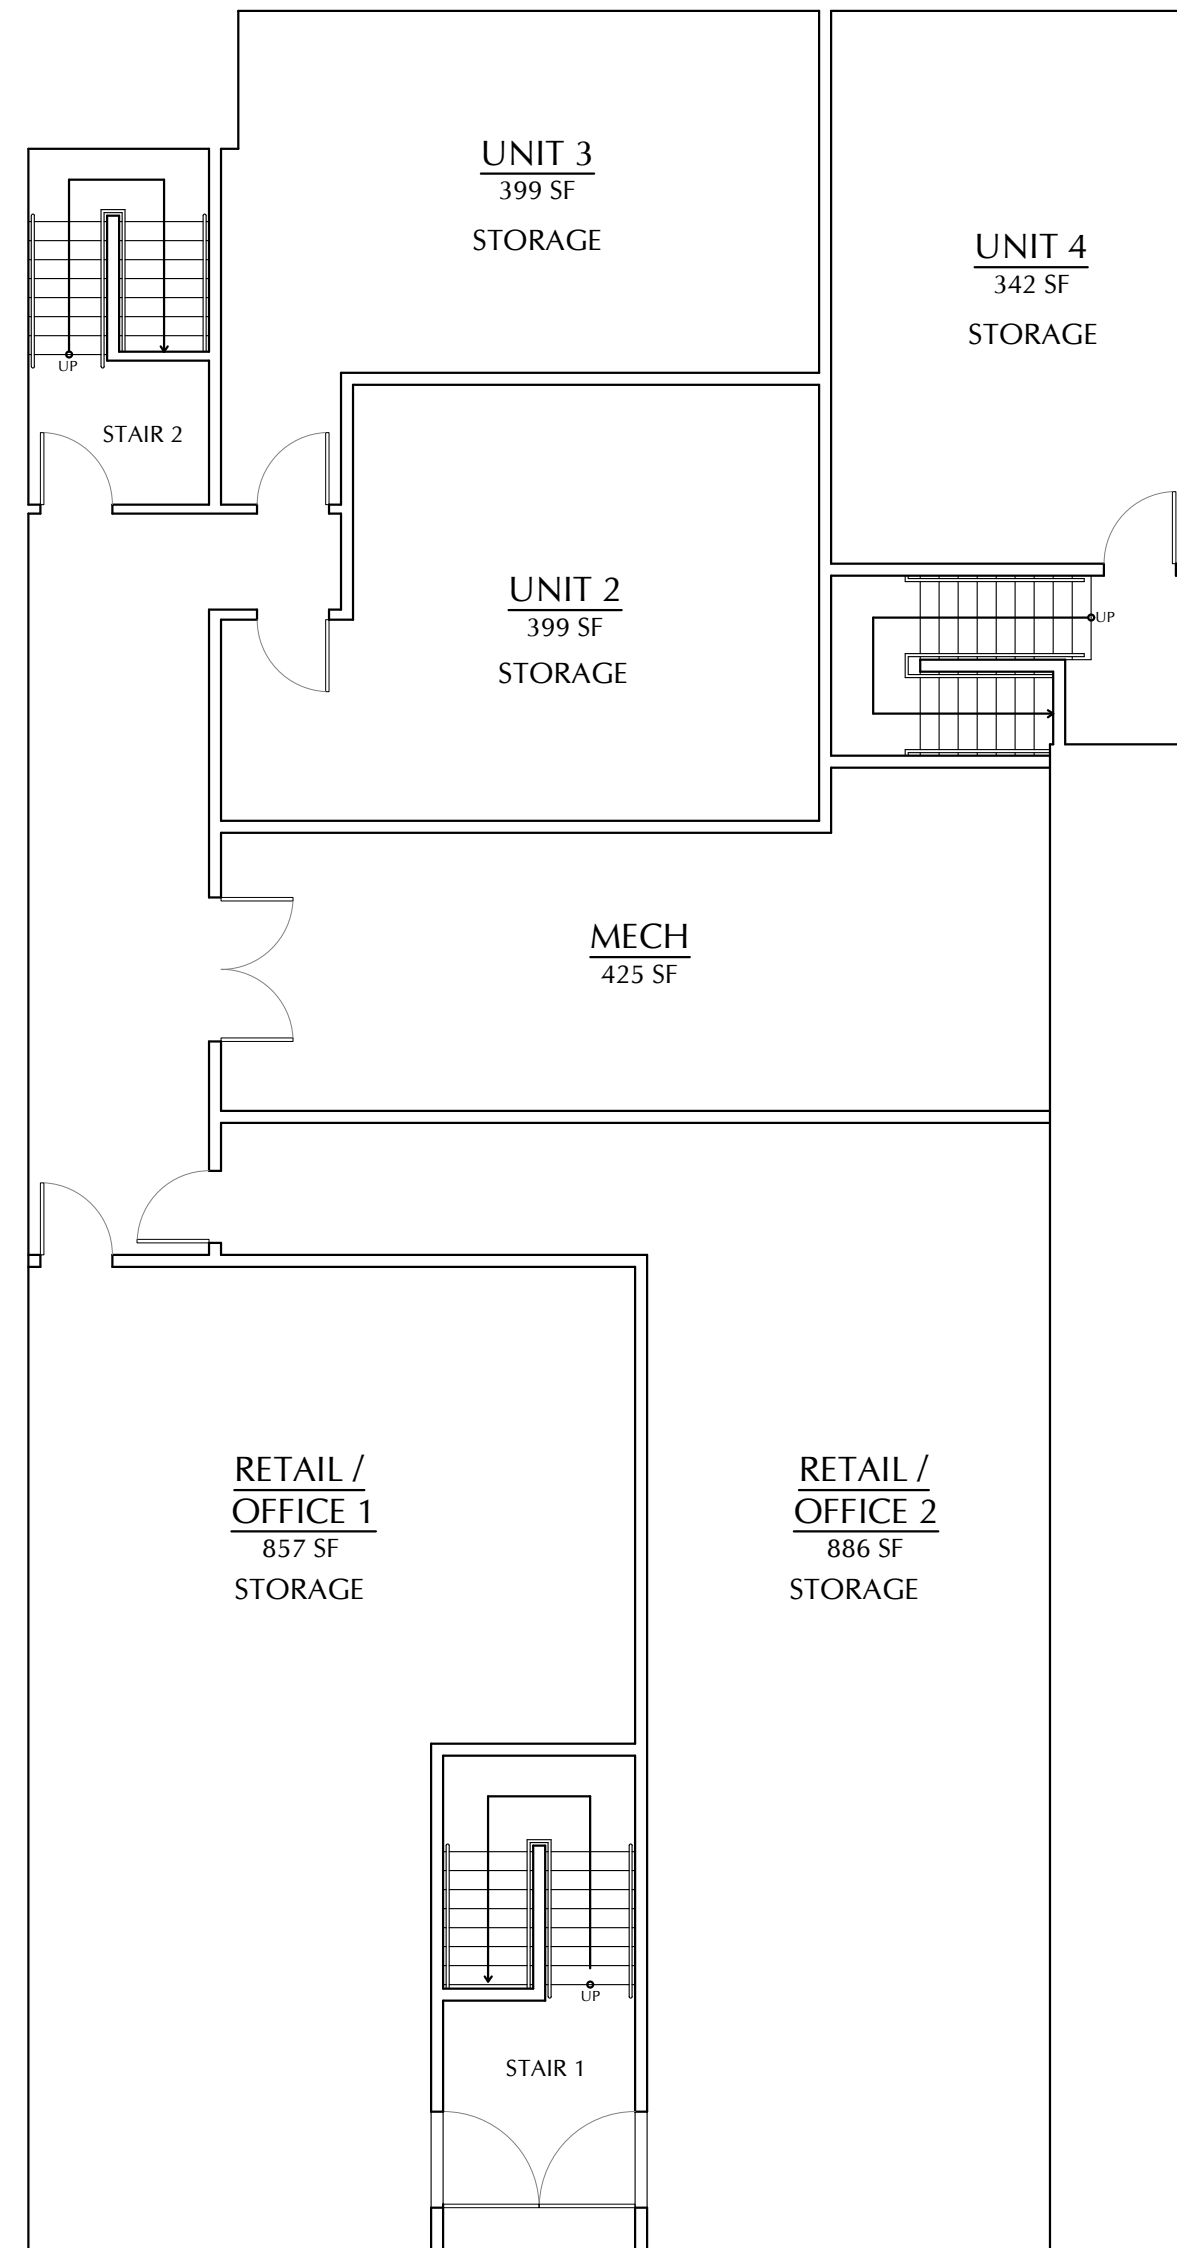 UNIT 3
399 SF
STORAGE
UNIT 4
342 SF
STORAGE
UP
STAIR 2
UNIT 2
399 SF
STORAGE
UP
MECH
425 SF
RETAIL /
OFFICE 1
857 SF
STORAGE
RETAIL /
OFFICE 2
886 SF
STORAGE
UP
STAIR 1